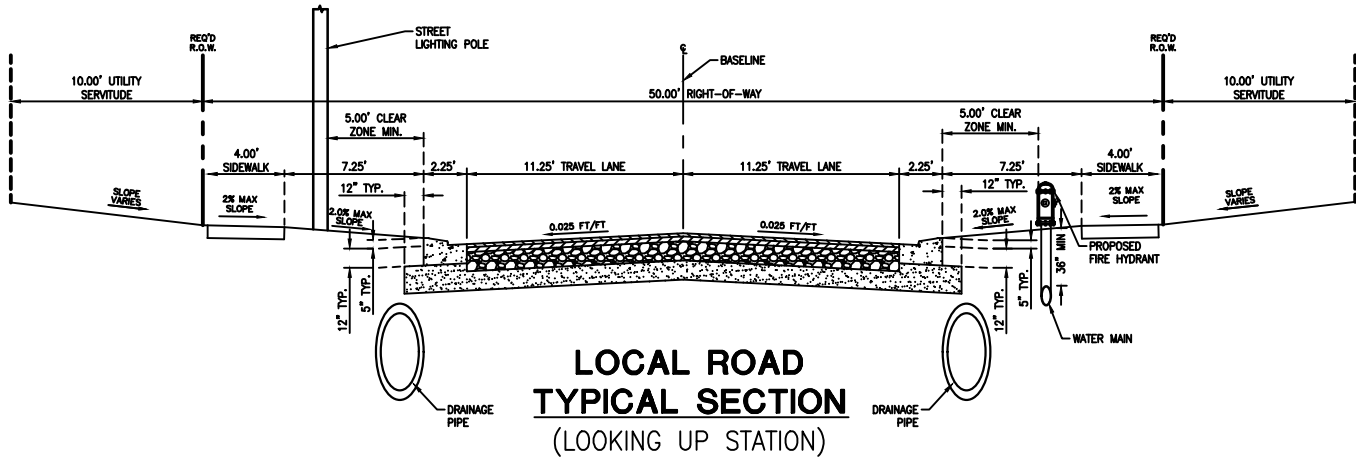 STREET
LIGHTING POLE
REQ'D
R.O.W.
℄
BASELINE
REQ'D
R.O.W.
10.00' UTILITY
SERVITUDE
50.00' RIGHT-OF-WAY
10.00' UTILITY
SERVITUDE
5.00' CLEAR
ZONE MIN.
5.00' CLEAR
ZONE MIN.
4.00'
SIDEWALK
7.25'
2.25'
11.25' TRAVEL LANE
11.25' TRAVEL LANE
2.25'
7.25'
4.00'
SIDEWALK
12" TYP.
12" TYP.
SLOPE
VARIES
2% MAX
SLOPE
2.0% MAX
SLOPE
0.025 FT/FT
0.025 FT/FT
2.0% MAX
SLOPE
2% MAX
SLOPE
SLOPE
VARIES
PROPOSED
FIRE HYDRANT
36" MIN
12" TYP.
5" TYP.
12" TYP.
5" TYP.
WATER MAIN
DRAINAGE
PIPE
DRAINAGE
PIPE
LOCAL ROAD
TYPICAL SECTION
(LOOKING UP STATION)